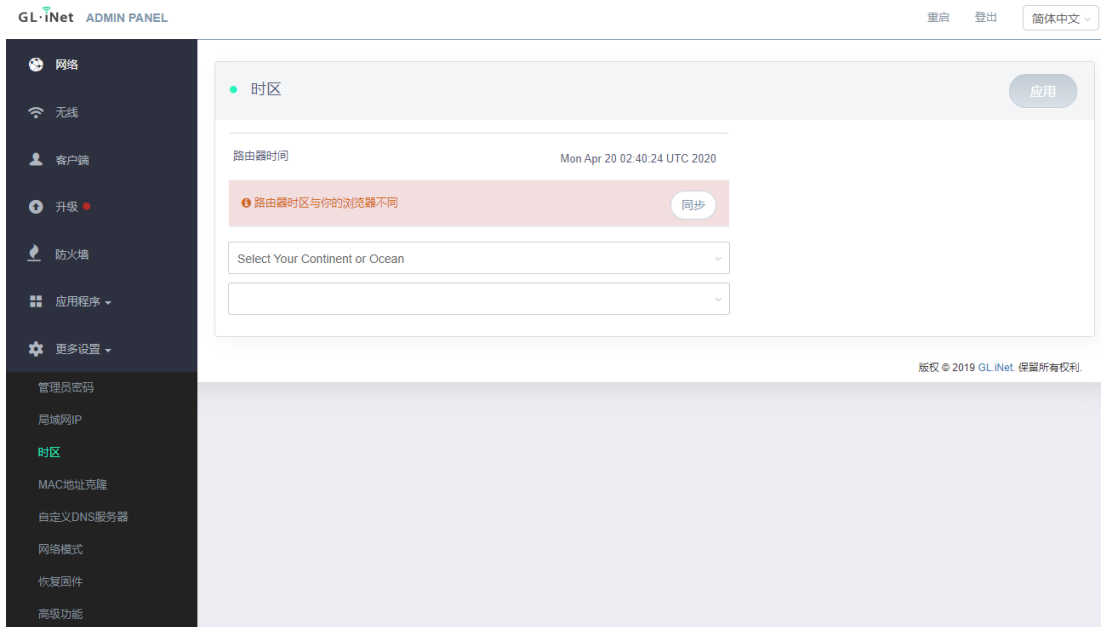 GL·iNet ADMIN PANEL 重启 登出 简体中文
网络
无线
客户端
升级
防火墙
应用程序
更多设置
管理员密码
局域网IP
时区
MAC地址克隆
自定义DNS服务器
网络模式
恢复固件
高级功能
时区 应用
路由器时间 Mon Apr 20 02:40:24 UTC 2020
路由器时区与你的浏览器不同 同步
Select Your Continent or Ocean
版权 © 2019 GL.iNet. 保留所有权利.